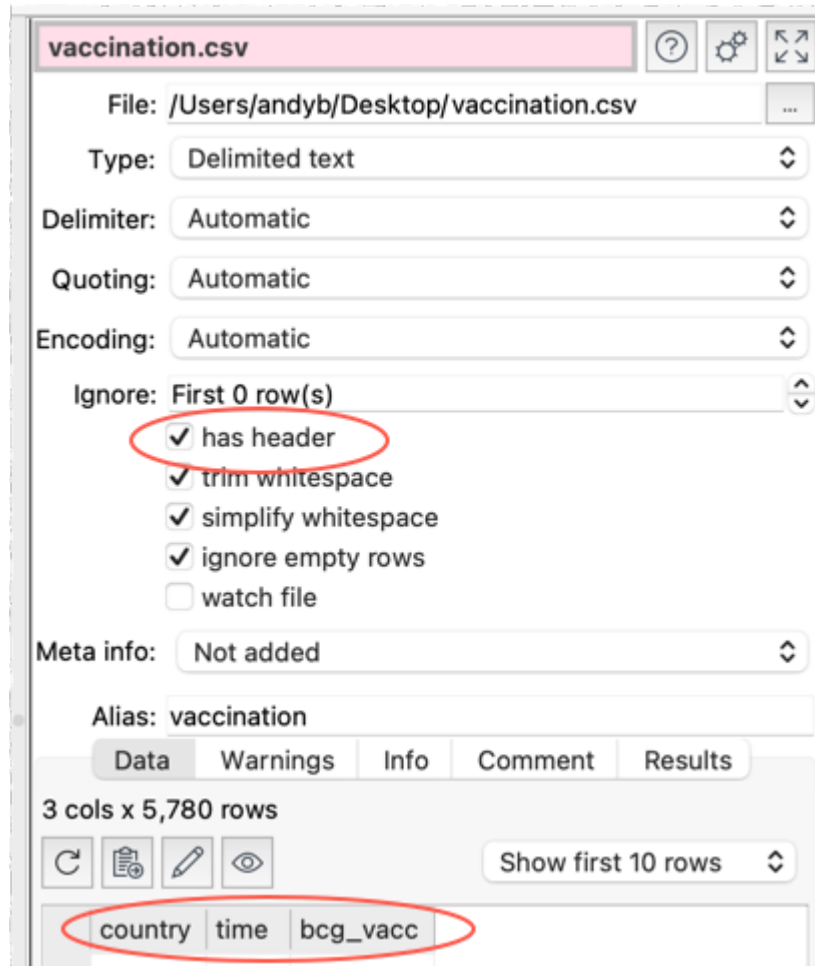 vaccination.csv
File: /Users/andyb/Desktop/vaccination.csv ...
Type: Delimited text
Delimiter: Automatic
Quoting: Automatic
Encoding: Automatic
Ignore: First 0 row(s)
has header
trim whitespace
simplify whitespace
ignore empty rows
watch file
Meta info: Not added
Alias: vaccination
Data Warnings Info Comment Results
3 cols x 5,780 rows
Show first 10 rows
country time bcg_vacc